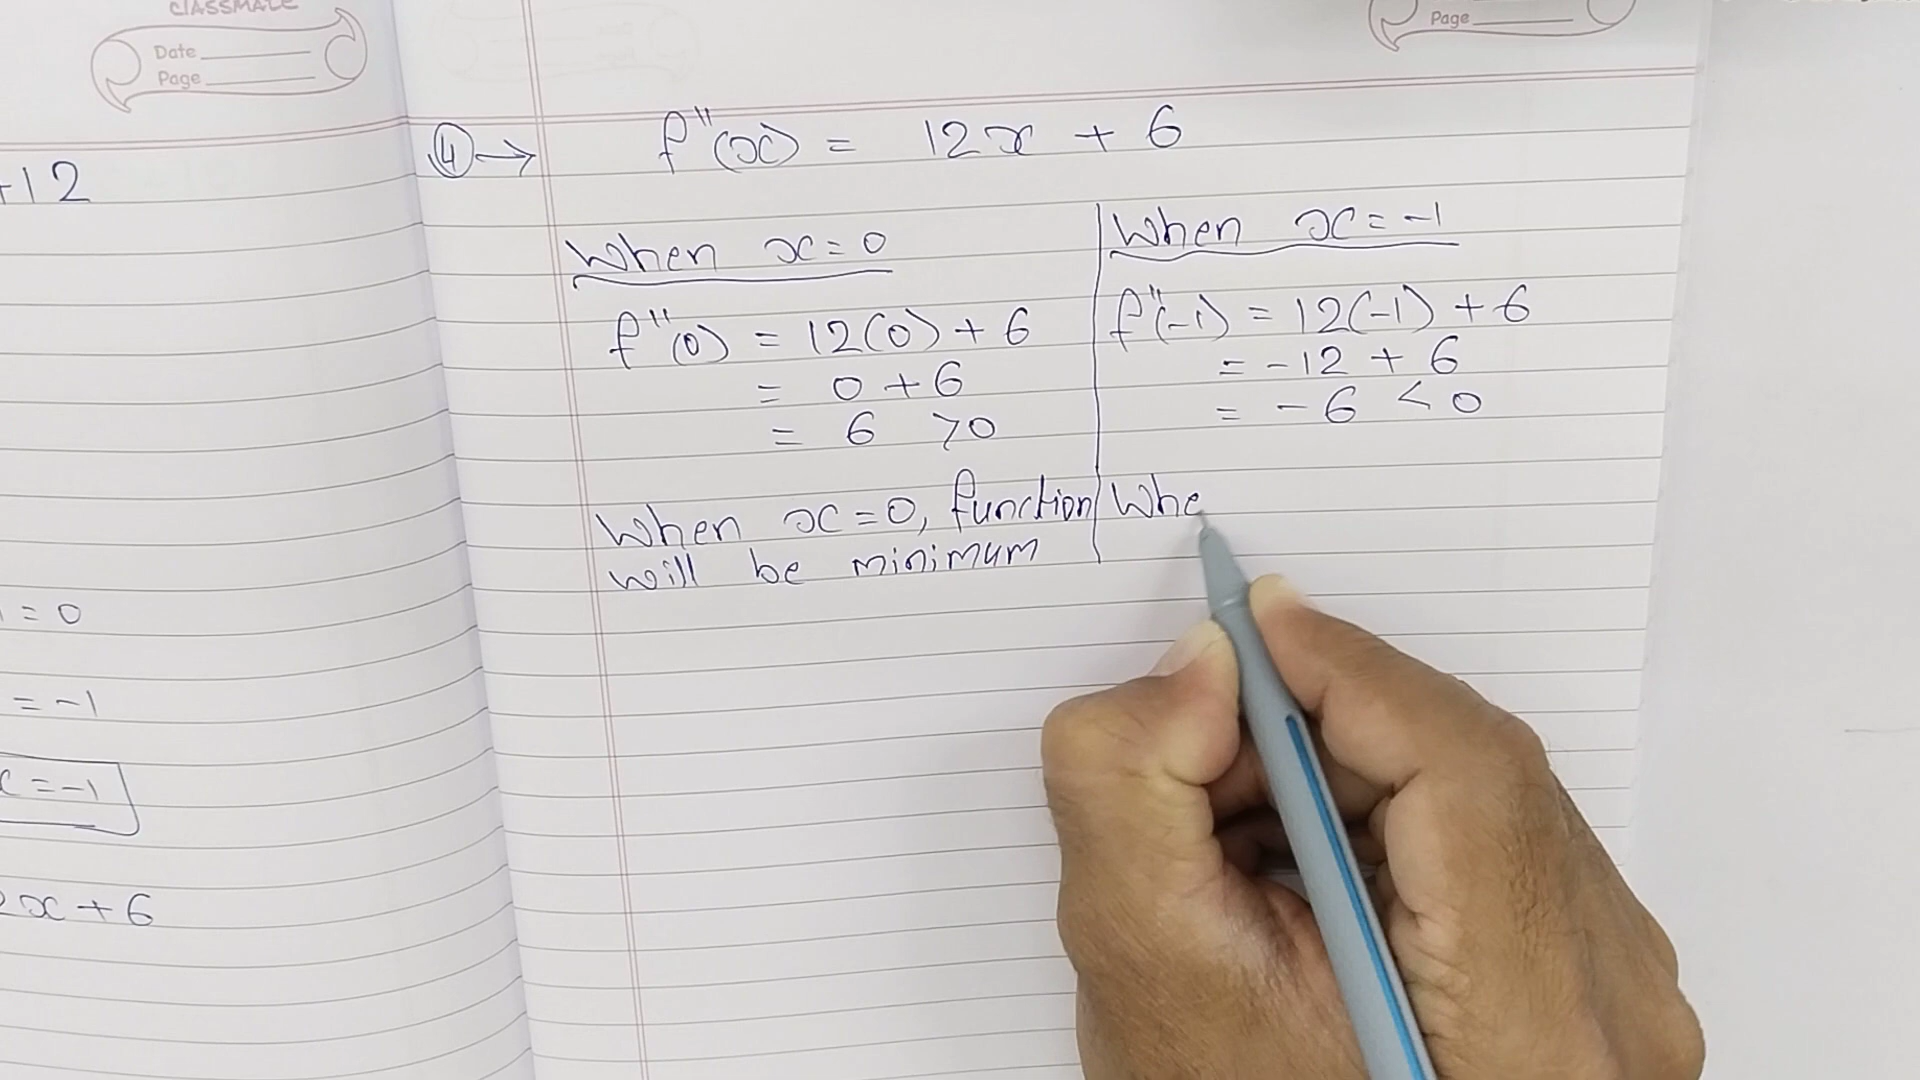 CLASSMATE
Date
Page
+12
= 0
= -1
x = -1
2x + 6
Page
④→ f''(x) = 12x + 6
When x = 0
f''(0) = 12(0) + 6
= 0 + 6
= 6 >0
When x = 0, function
will be minimum
When x = -1
f''(-1) = 12(-1) + 6
= -12 + 6
= -6 < 0
Whe